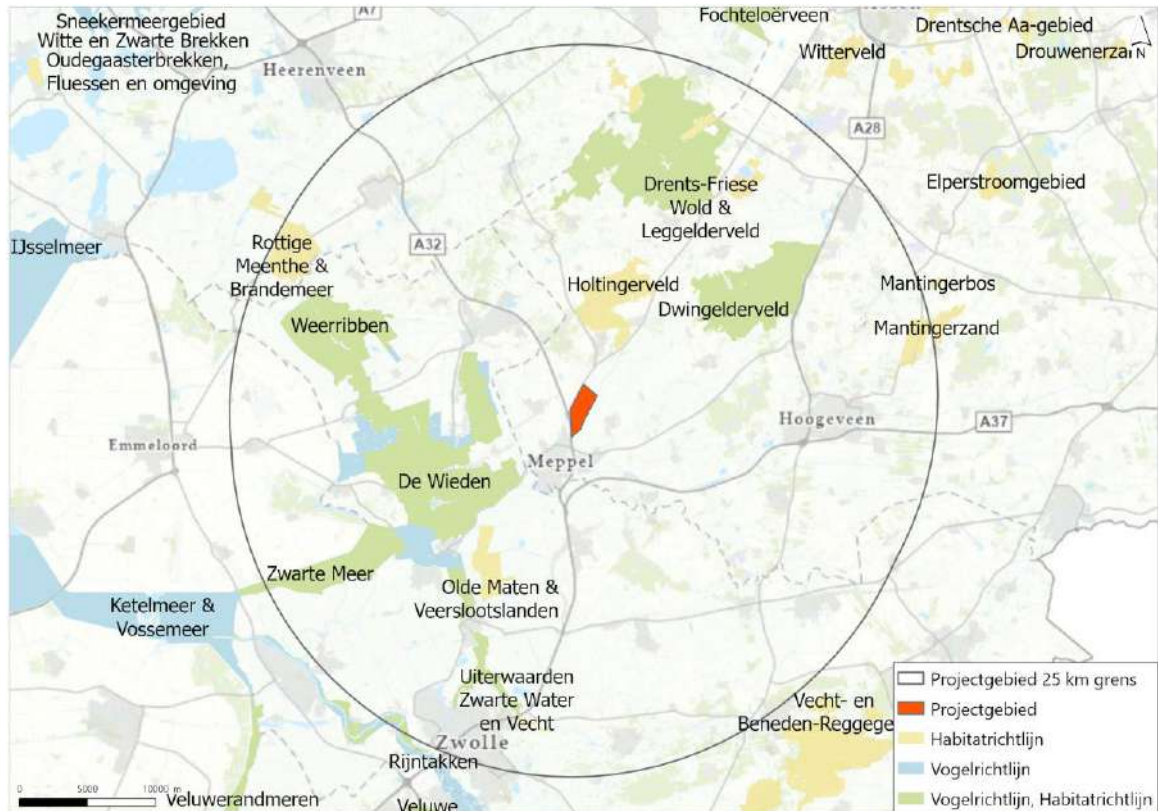 Sneekermeergebied
Witte en Zwarte Brekken
Oudegaasterbrekken,
Fluessen en omgeving
A7
Heerenveen
Fochteloërveen
Witterveld
Drentsche Aa-gebied
Drouwenerza
N
A28
Drents-Friese
Wold &
Leggelderveld
Elperstroomgebied
IJsselmeer
A32
Rottige
Meenthe &
Brandemeer
Holtingerveld
Dwingelderveld
Mantingerbos
Mantingerzand
Weerribben
Emmeloord
Hoogeveen
A37
Meppel
De Wieden
Zwarte Meer
Olde Maten &
Veerslootslanden
Ketelmeer &
Vossemeer
Uiterwaarden
Zwarte Water
en Vecht
Vecht- en
Beneden-Reggege
Zwolle
Rijntakken
Veluwerandmeren
Veluwe
0 5000 10000 m
Projectgebied 25 km grens
Projectgebied
Habitatrichtlijn
Vogelrichtlijn
Vogelrichtlijn, Habitatrichtlijn